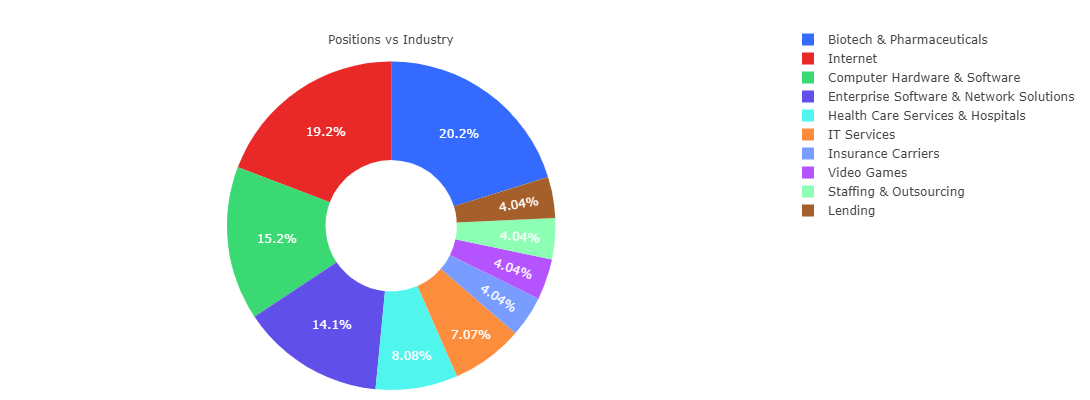 Positions vs Industry
20.2%
19.2%
15.2%
14.1%
8.08%
7.07%
4.04%
4.04%
4.04%
4.04%
Biotech & Pharmaceuticals
Internet
Computer Hardware & Software
Enterprise Software & Network Solutions
Health Care Services & Hospitals
IT Services
Insurance Carriers
Video Games
Staffing & Outsourcing
Lending